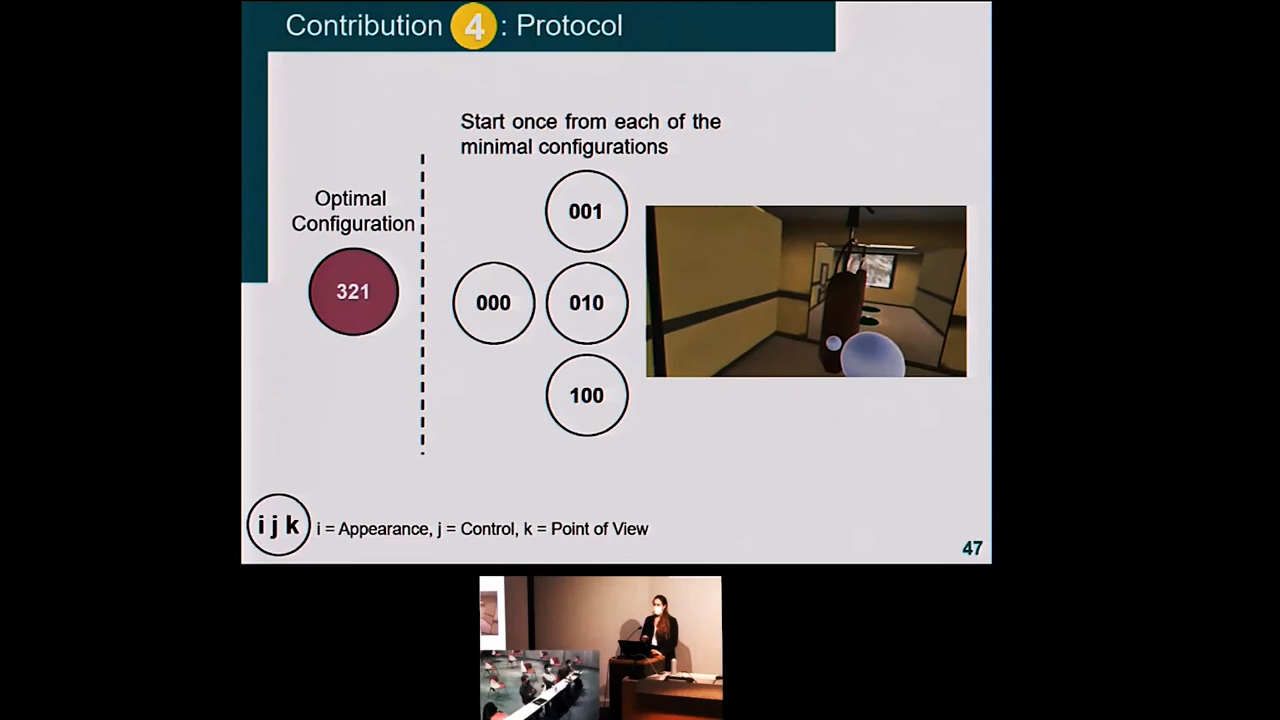 Contribution 4 : Protocol
Start once from each of the
minimal configurations
Optimal
Configuration
321
001
000
010
100
i j k
i = Appearance, j = Control, k = Point of View
47